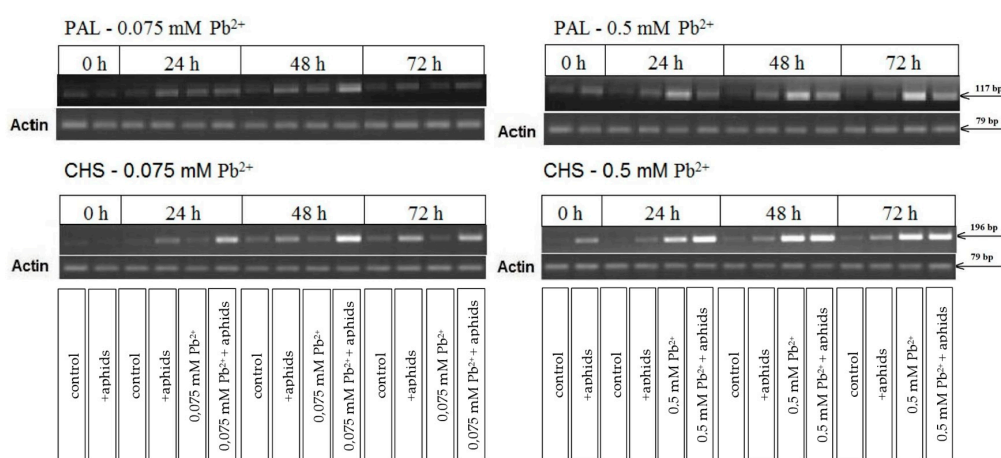 PAL - 0.075 mM Pb²⁺
0 h 24 h 48 h 72 h
Actin
CHS - 0.075 mM Pb²⁺
0 h 24 h 48 h 72 h
Actin
control
+aphids
control
+aphids
0,075 mM Pb²⁺
0,075 mM Pb²⁺ + aphids
control
+aphids
0,075 mM Pb²⁺
0,075 mM Pb²⁺ + aphids
control
+aphids
0,075 mM Pb²⁺
0,075 mM Pb²⁺ + aphids
PAL - 0.5 mM Pb²⁺
0 h 24 h 48 h 72 h
117 bp
Actin
79 bp
CHS - 0.5 mM Pb²⁺
0 h 24 h 48 h 72 h
196 bp
Actin
79 bp
control
+aphids
control
+aphids
0.5 mM Pb²⁺
0.5 mM Pb²⁺ + aphids
control
+aphids
0.5 mM Pb²⁺
0.5 mM Pb²⁺ + aphids
control
+aphids
0.5 mM Pb²⁺
0.5 mM Pb²⁺ + aphids